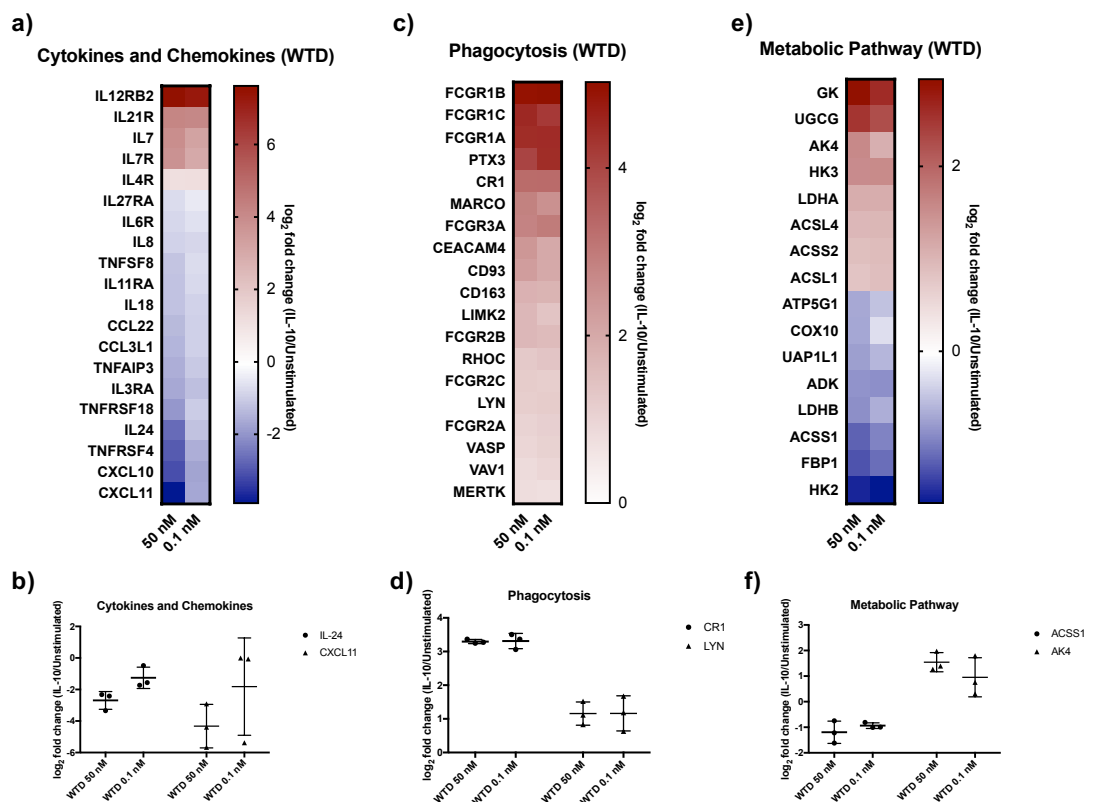 a)
Cytokines and Chemokines (WTD)
IL12RB2
IL21R
IL7
IL7R
IL4R
IL27RA
IL6R
IL8
TNFSF8
IL11RA
IL18
CCL22
CCL3L1
TNFAIP3
IL3RA
TNFRSF18
IL24
TNFRSF4
CXCL10
CXCL11
50 nM
0.1 nM
6
4
2
0
-2
log2 fold change (IL-10/Unstimulated)
c)
Phagocytosis (WTD)
FCGR1B
FCGR1C
FCGR1A
PTX3
CR1
MARCO
FCGR3A
CEACAM4
CD93
CD163
LIMK2
FCGR2B
RHOC
FCGR2C
LYN
FCGR2A
VASP
VAV1
MERTK
50 nM
0.1 nM
4
2
0
log2 fold change (IL-10/Unstimulated)
e)
Metabolic Pathway (WTD)
GK
UGCG
AK4
HK3
LDHA
ACSL4
ACSS2
ACSL1
ATP5G1
COX10
UAP1L1
ADK
LDHB
ACSS1
FBP1
HK2
50 nM
0.1 nM
2
0
log2 fold change (IL-10/Unstimulated)
b)
Cytokines and Chemokines
log2 fold change (IL-10/Unstimulated)
2
0
-2
-4
-6
WTD 50 nM
WTD 0.1 nM
WTD 50 nM
WTD 0.1 nM
IL-24
CXCL11
d)
Phagocytosis
log2 fold change (IL-10/Unstimulated)
4
3
2
1
0
WTD 50 nM
WTD 0.1 nM
WTD 50 nM
WTD 0.1 nM
CR1
LYN
f)
Metabolic Pathway
log2 fold change (IL-10/Unstimulated)
3
2
1
0
-1
-2
WTD 50 nM
WTD 0.1 nM
WTD 50 nM
WTD 0.1 nM
ACSS1
AK4